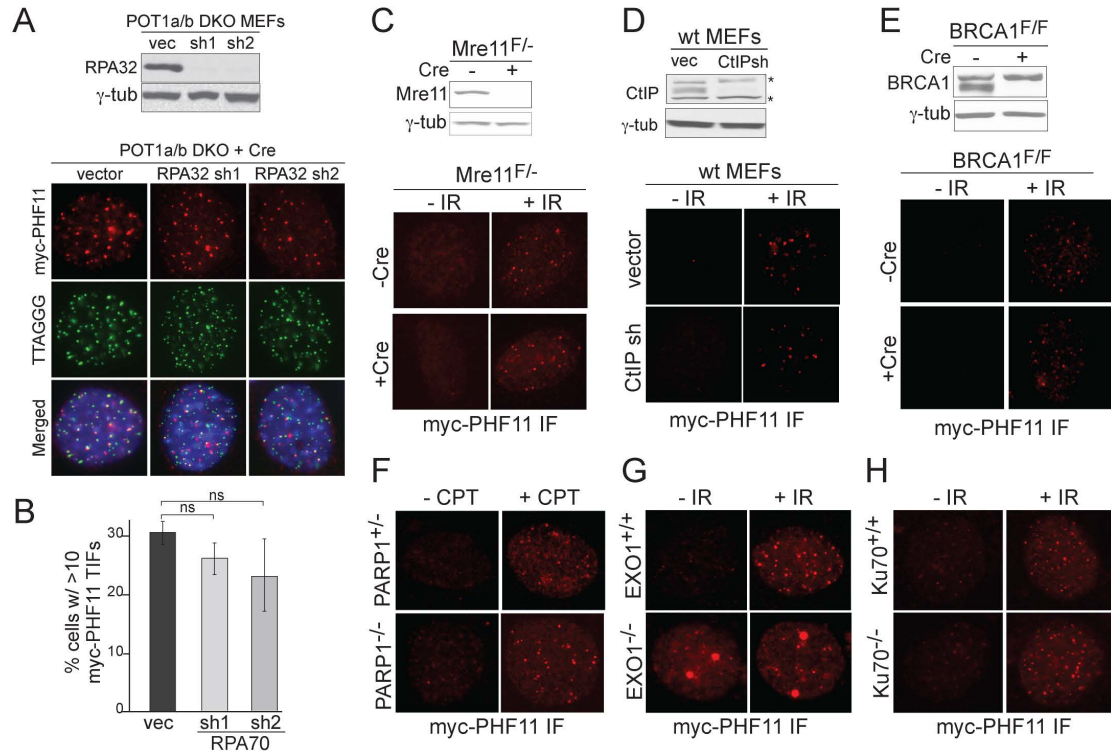 A
POT1a/b DKO MEFs
vec sh1 sh2
RPA32
γ-tub
POT1a/b DKO + Cre
vector RPA32 sh1 RPA32 sh2
myc-PHF11
TTAGGG
Merged
B
ns
ns
% cells w/ >10
myc-PHF11 TIFs
30
20
10
0
vec sh1 sh2
RPA70
C
Mre11F/-
Cre - +
Mre11
γ-tub
Mre11F/-
- IR + IR
-Cre
+Cre
myc-PHF11 IF
D
wt MEFs
vec CtIPsh
*
CtIP
*
γ-tub
wt MEFs
- IR + IR
vector
CtIP sh
myc-PHF11 IF
E
BRCA1F/F
Cre - +
BRCA1
γ-tub
BRCA1F/F
- IR + IR
-Cre
+Cre
myc-PHF11 IF
F
- CPT + CPT
PARP1+/-
PARP1-/-
myc-PHF11 IF
G
- IR + IR
EXO1+/+
EXO1-/-
myc-PHF11 IF
H
- IR + IR
Ku70+/+
Ku70-/-
myc-PHF11 IF